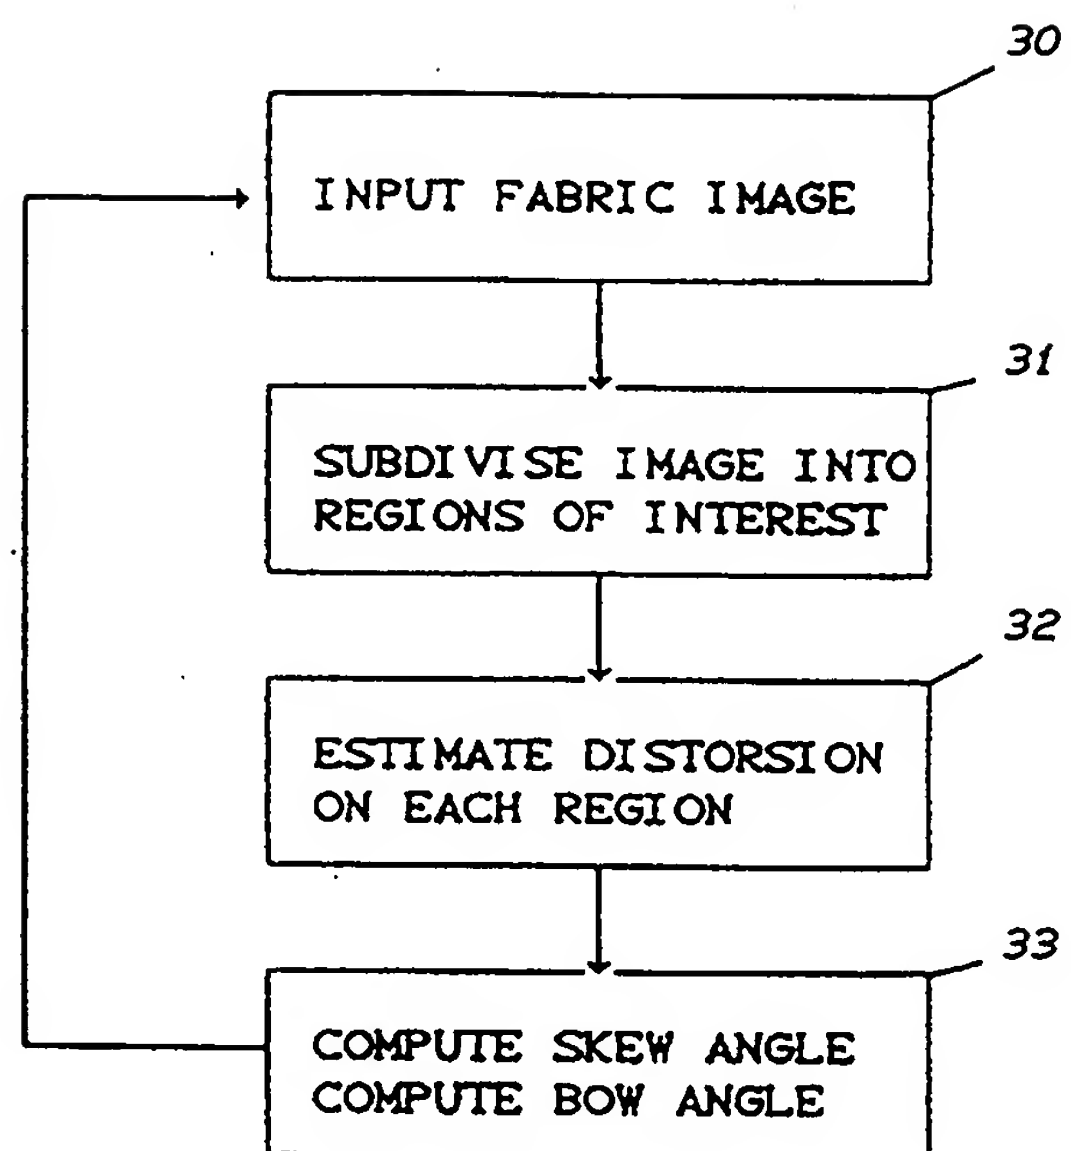 30
INPUT FABRIC IMAGE
31
SUBDIVISE IMAGE INTO
REGIONS OF INTEREST
32
ESTIMATE DISTORSION
ON EACH REGION
33
COMPUTE SKEW ANGLE
COMPUTE BOW ANGLE